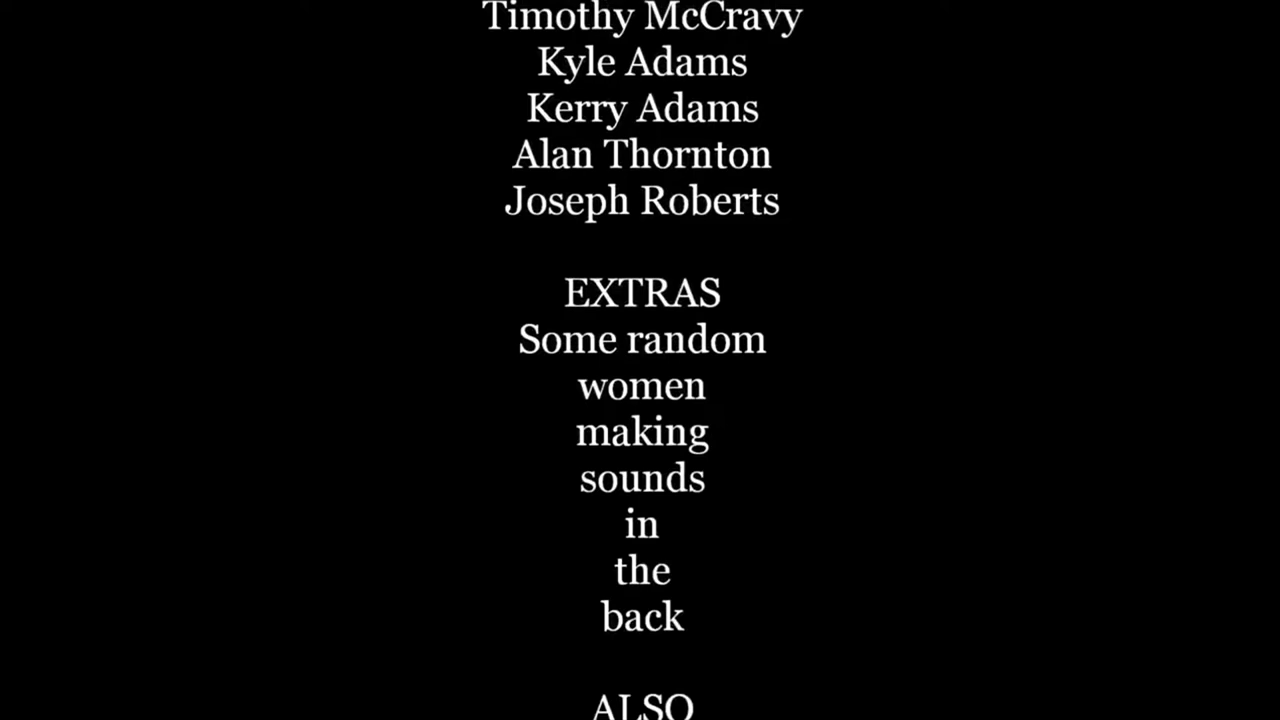 Timothy McCravy
Kyle Adams
Kerry Adams
Alan Thornton
Joseph Roberts
EXTRAS
Some random
women
making
sounds
in
the
back
ALSO